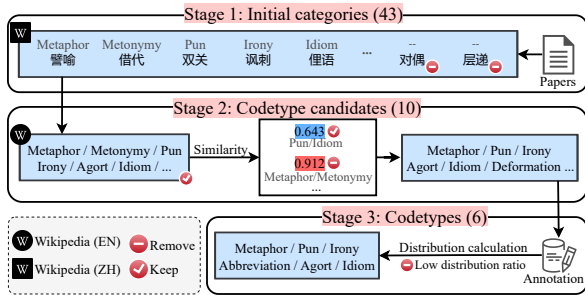 Stage 1: Initial categories (43)
W
Metaphor Metonymy Pun Irony Idiom ... -- --
譬喻 借代 双关 讽刺 俚语 对偶 层递
Papers
Stage 2: Codetype candidates (10)
W
Metaphor / Metonymy / Pun
Irony / Agort / Idiom / ...
Similarity
0.643
Pun/Idiom
0.912
Metaphor/Metonymy
...
Metaphor / Pun / Irony
Agort / Idiom / Deformation ...
Stage 3: Codetypes (6)
W Wikipedia (EN) Remove
W Wikipedia (ZH) Keep
Metaphor / Pun / Irony
Abbreviation / Agort / Idiom
Distribution calculation
Low distribution ratio
Annotation